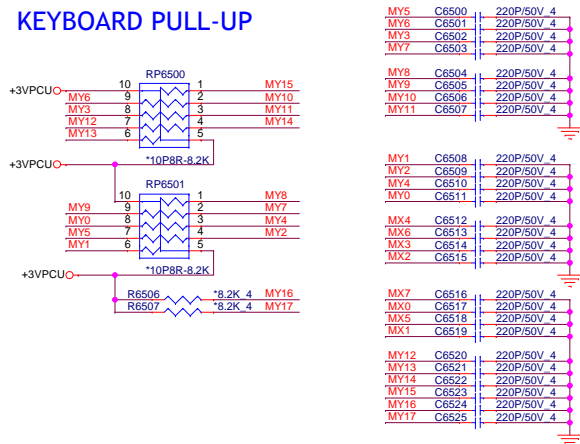 KEYBOARD PULL-UP
RP6500
+3VPCU 10 1 MY15
MY6 9 2 MY10
MY3 8 3 MY11
MY12 7 4 MY14
MY13 6 5
+3VPCU *10P8R-8.2K
RP6501
10 1 MY8
MY9 9 2 MY7
MY0 8 3 MY4
MY5 7 4 MY2
MY1 6 5
+3VPCU *10P8R-8.2K
R6506 *8.2K_4 MY16
R6507 *8.2K_4 MY17
MY5 C6500 220P/50V_4
MY6 C6501 220P/50V_4
MY3 C6502 220P/50V_4
MY7 C6503 220P/50V_4
MY8 C6504 220P/50V_4
MY9 C6505 220P/50V_4
MY10 C6506 220P/50V_4
MY11 C6507 220P/50V_4
MY1 C6508 220P/50V_4
MY2 C6509 220P/50V_4
MY4 C6510 220P/50V_4
MY0 C6511 220P/50V_4
MX4 C6512 220P/50V_4
MX6 C6513 220P/50V_4
MX3 C6514 220P/50V_4
MX2 C6515 220P/50V_4
MX7 C6516 220P/50V_4
MX0 C6517 220P/50V_4
MX5 C6518 220P/50V_4
MX1 C6519 220P/50V_4
MY12 C6520 220P/50V_4
MY13 C6521 220P/50V_4
MY14 C6522 220P/50V_4
MY15 C6523 220P/50V_4
MY16 C6524 220P/50V_4
MY17 C6525 220P/50V_4